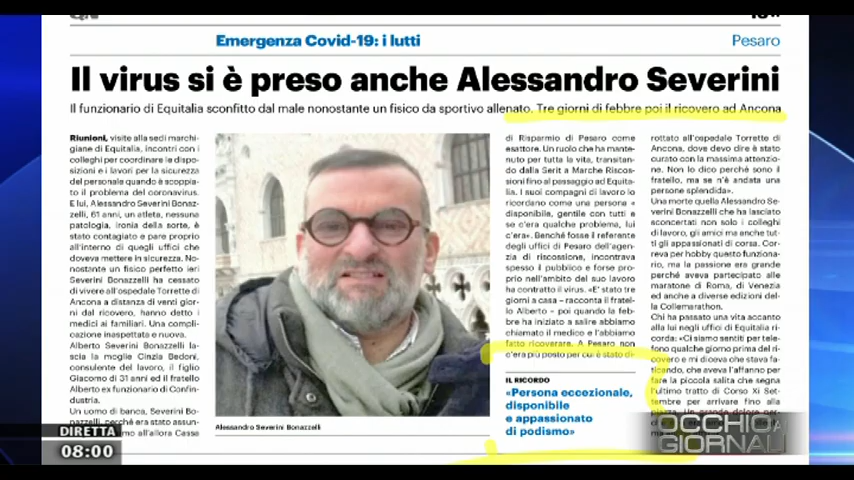 Emergenza Covid-19: i lutti
Pesaro
Il virus si è preso anche Alessandro Severini
Il funzionario di Equitalia sconfitto dal male nonostante un fisico da sportivo allenato. Tre giorni di febbre poi il ricovero ad Ancona
Riunioni, visite alla sedi marchi-
giane di Equitalia, incontri con i
colleghi per coordinare le dispo-
sizioni e i lavori per la sicurezza
del personale quando è scoppia-
to il problema del coronavirus.
E lui, Alessandro Severini Bonaz-
zelli, 61 anni, un atleta, nessuna
patologia, ironia della sorte, è
stato contagiato e pare proprio
all'interno di quegli uffici che
doveva mettere in sicurezza. No-
nostante un fisico perfetto ieri
Severini Bonazzelli ha cessato
di vivere all'ospedale Torrette di
Ancona a distanza di venti gior-
ni dal ricovero, hanno detto i
medici ai familiari. Una compli-
cazione inaspettata e nuova.
Alberto Severini Bonazzelli la-
scia la moglie Cinzia Bedoni,
consulente del lavoro, il figlio
Giacomo di 31 anni ed il fratello
Alberto ex funzionario di Confin-
dustria.
Un uomo di banca, Severini Bo-
nazzelli, perché era stato assun-
mo all'allora Cassa
Alessandro Severini Bonazzelli
di Risparmio di Pesaro come
esattore. Un ruolo che ha mante-
nuto per tutta la vita, transitan-
do dalla Gerit a Marche Riscos-
sioni fino al passaggio ad Equita-
lia. I suoi compagni di lavoro lo
ricordano come una persona «
disponibile, gentile con tutti e
se c'era qualche problema, lui
c'era». Benché fosse il referente
degli uffici di Pesaro dell'agen-
zia di riscossione, incontrava
spesso il pubblico e forse pro-
prio nell'ambito del suo lavoro
ha contratto il virus. «E' stato tre
giorni a casa – racconta il fratel-
lo Alberto – poi quando la feb-
bre ha iniziato a salire abbiamo
chiamato il medico e l'abbiamo
fatto ricoverare. A Pesaro non
c'era più posto per cui è stato di-
IL RICORDO
«Persona eccezionale,
disponibile
e appassionato
di podismo»
rottato all'ospedale Torrette di
Ancona, dove devo dire è stato
curato con la massima attenzio-
ne. Non lo dico perché sono il
fratello, ma se n'è andata una
persone splendida».
Una morte quella Alessandro Se-
verini Bonazzelli che ha lasciato
sconcertati non solo i colleghi
di lavoro, gli amici ma anche tut-
ti gli appassionati di corsa. Corre-
va per hobby questo funziona-
rio, ma la passione era grande
perché aveva partecipato alle
maratone di Roma, di Venezia
ed anche a diverse edizioni del-
la Collemarathon.
Chi ha passato una vita accanto
alla lui negli uffici di Equitalia ri-
corda: «Ci siamo sentiti per tele-
fono qualche giorno prima del ri-
covero e mi diceva che stava fa-
ticando, che aveva l'affanno per
fare la piccola salita che segna
l'ultimo tratto di Corso Xi Set-
tembre per arrivare fino alla
piazza. Un grande dolore per-
DIRETTA
08:00
OCCHIO AI
GIORNALI